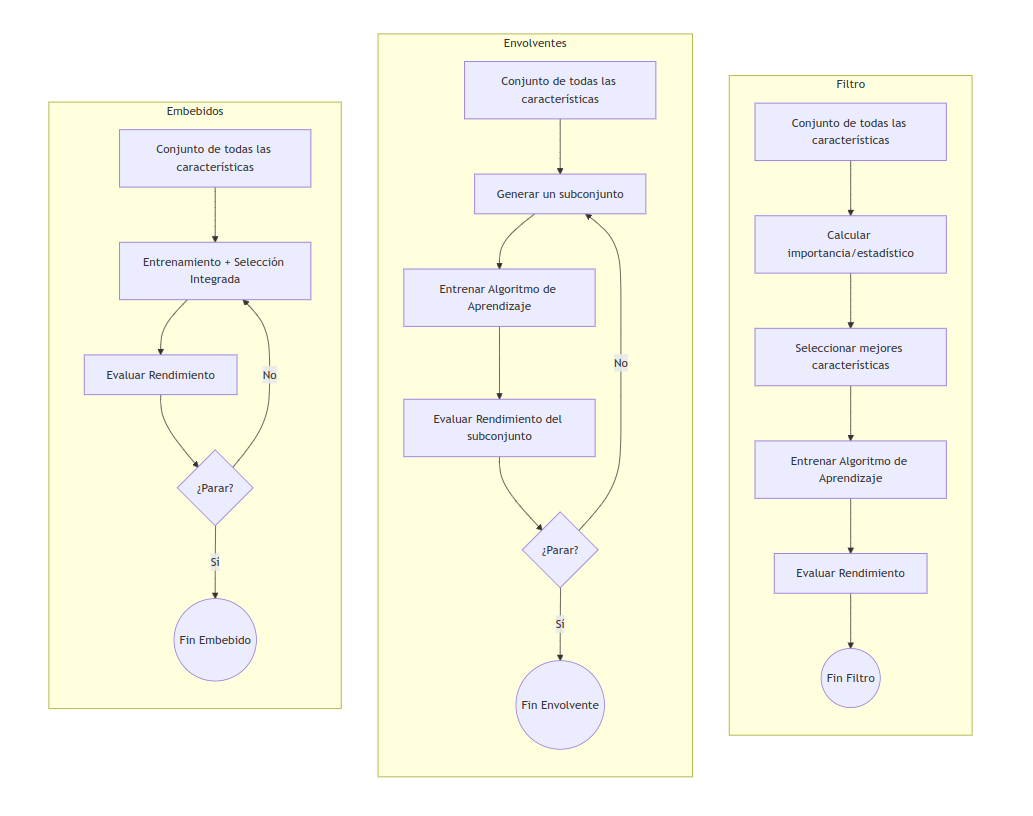 Embebidos
Conjunto de todas las
características
Entrenamiento + Selección
Integrada
Evaluar Rendimiento
No
¿Parar?
Sí
Fin Embebido
Envolventes
Conjunto de todas las
características
Generar un subconjunto
Entrenar Algoritmo de
Aprendizaje
No
Evaluar Rendimiento del
subconjunto
¿Parar?
Sí
Fin Envolvente
Filtro
Conjunto de todas las
características
Calcular
importancia/estadístico
Seleccionar mejores
características
Entrenar Algoritmo de
Aprendizaje
Evaluar Rendimiento
Fin Filtro